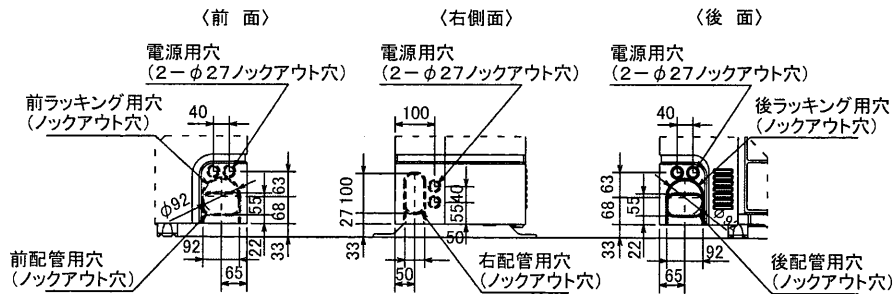 〈前 面〉
電源用穴
(2-φ27ノックアウト穴)
前ラッキング用穴
(ノックアウト穴)
40
φ92
63
55
68
92
22
33
65
前配管用穴
(ノックアウト穴)
〈右側面〉
電源用穴
(2-φ27ノックアウト穴)
100
100
27
33
40
55
50
50
右配管用穴
(ノックアウト穴)
〈後 面〉
電源用穴
(2-φ27ノックアウト穴)
後ラッキング用穴
(ノックアウト穴)
40
63
55
68
22
33
92
65
後配管用穴
(ノックアウト穴)